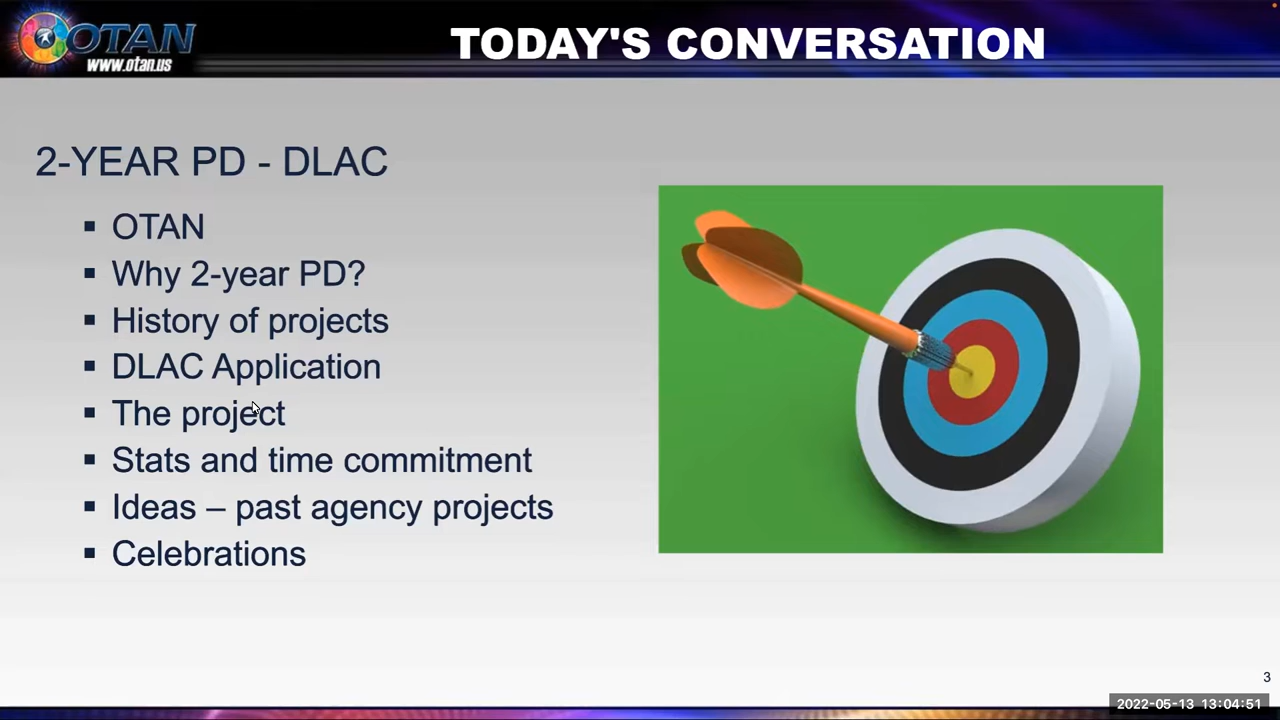 OTAN
www.otan.us
TODAY'S CONVERSATION
2-YEAR PD - DLAC
▪ OTAN
▪ Why 2-year PD?
▪ History of projects
▪ DLAC Application
▪ The project
▪ Stats and time commitment
▪ Ideas – past agency projects
▪ Celebrations
3
2022-05-13 13:04:51